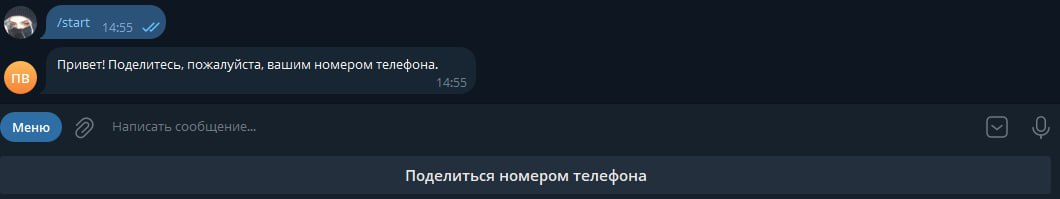 /start
14:55
ПВ
Привет! Поделитесь, пожалуйста, вашим номером телефона.
14:55
Меню
Написать сообщение...
Поделиться номером телефона